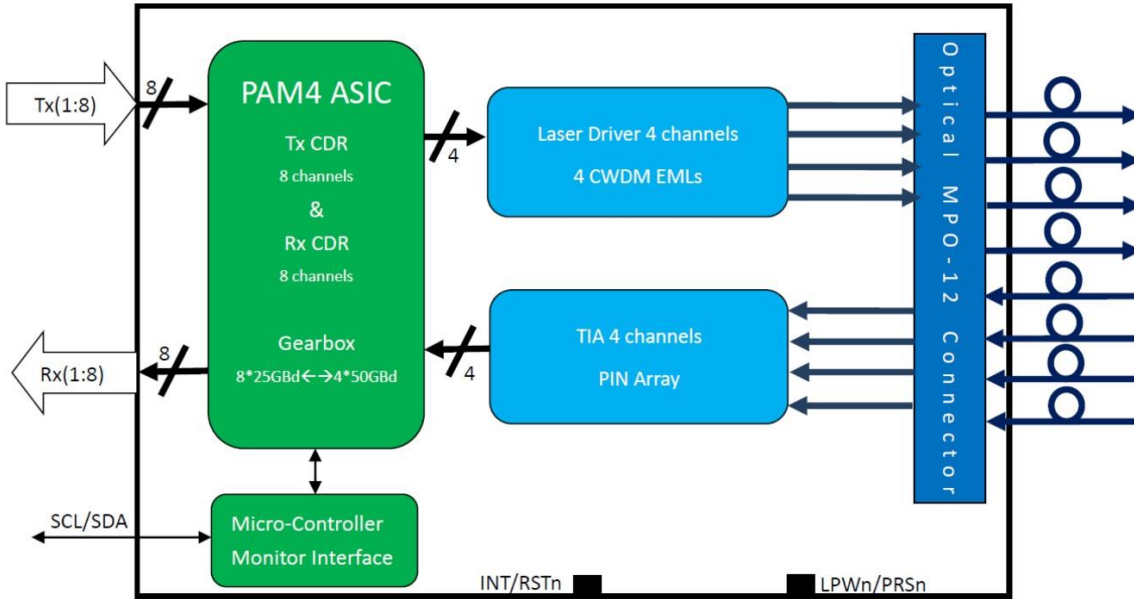 Tx(1:8)
8
PAM4 ASIC
Tx CDR
8 channels
&
Rx CDR
8 channels
Gearbox
8*25GBd←→4*50GBd
4
Laser Driver 4 channels
4 CWDM EMLs
Optical MPO-12 Connector
TIA 4 channels
PIN Array
4
8
Rx(1:8)
SCL/SDA
Micro-Controller
Monitor Interface
INT/RSTn
LPWn/PRSn